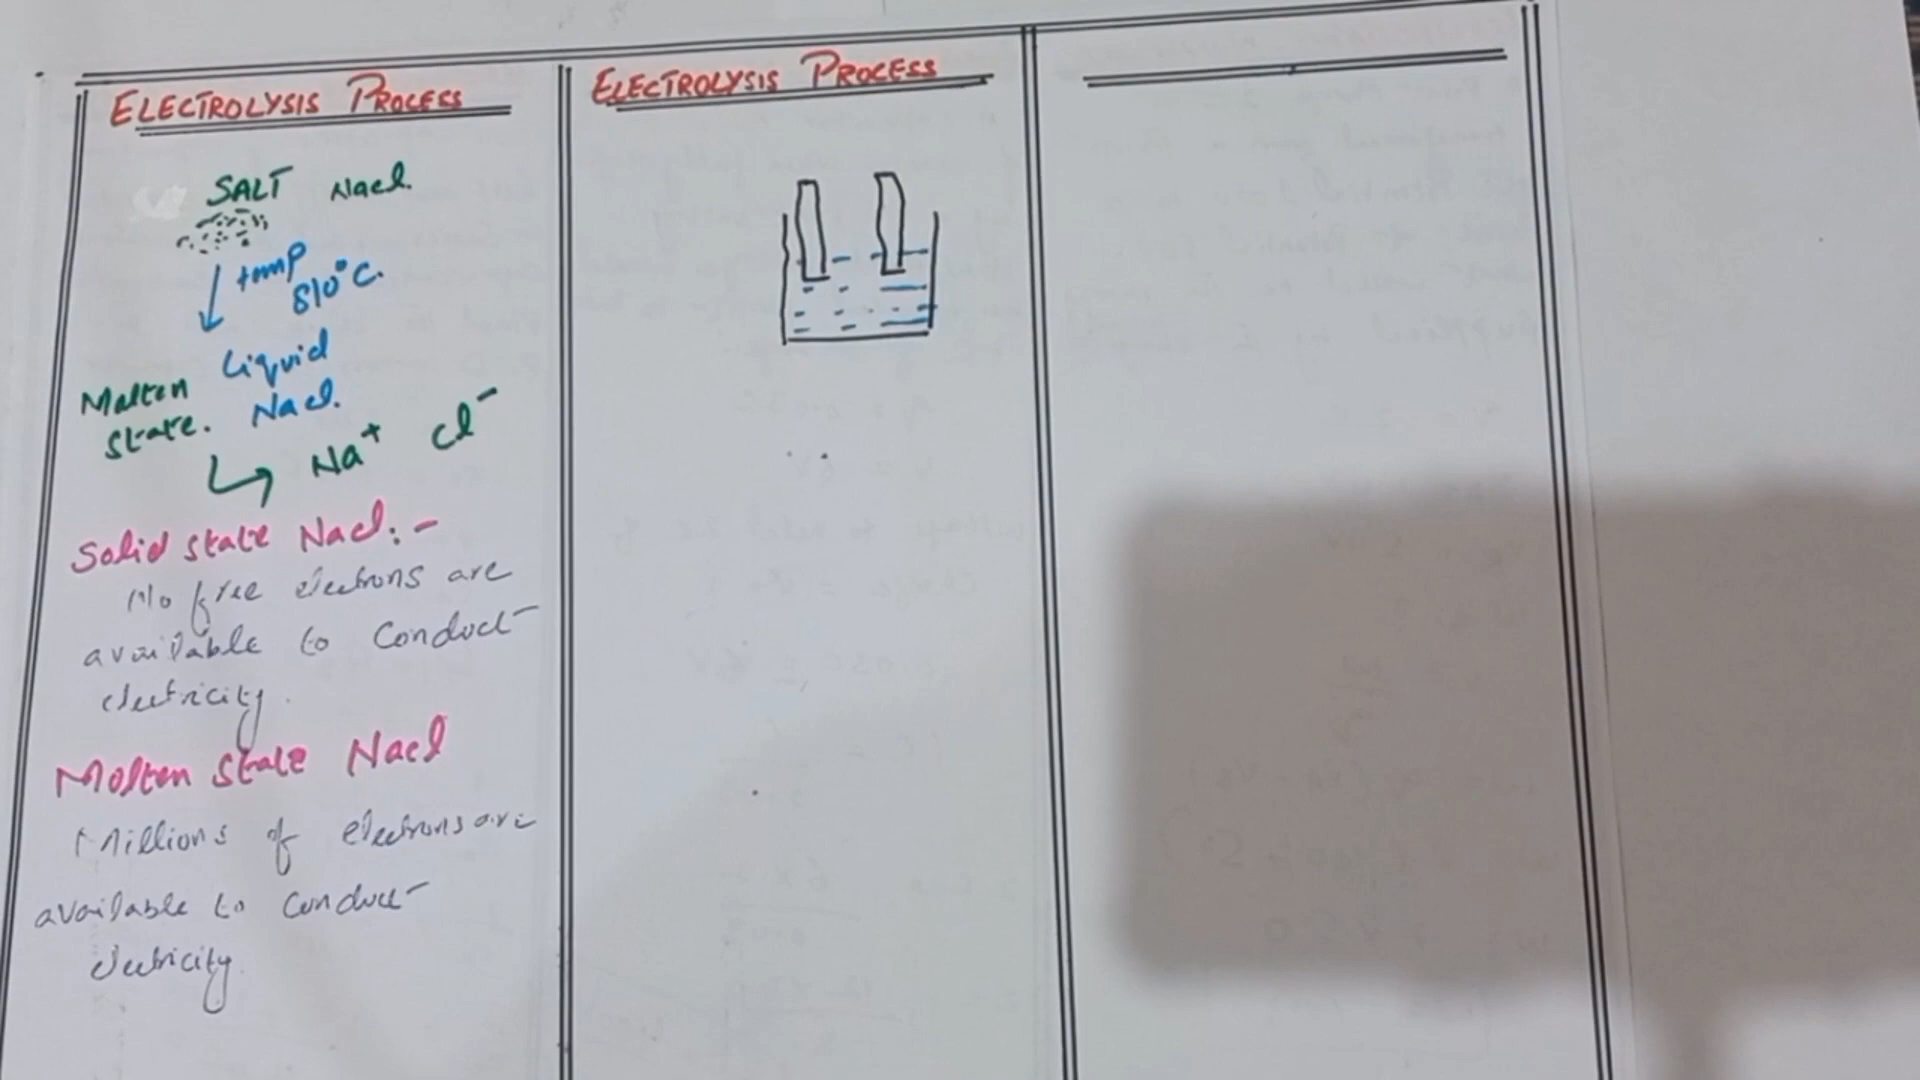 ELECTROLYSIS PROCESS
SALT Nacl.
temp
810°C.
Liquid
Nacl.
Molten
State.
Na+ cl-
Solid state Nacl:-
No free electrons are
available to conduct
electricity.
Molten State Nacl
Millions of electrons are
available to conduct
electricity.
ELECTROLYSIS PROCESS